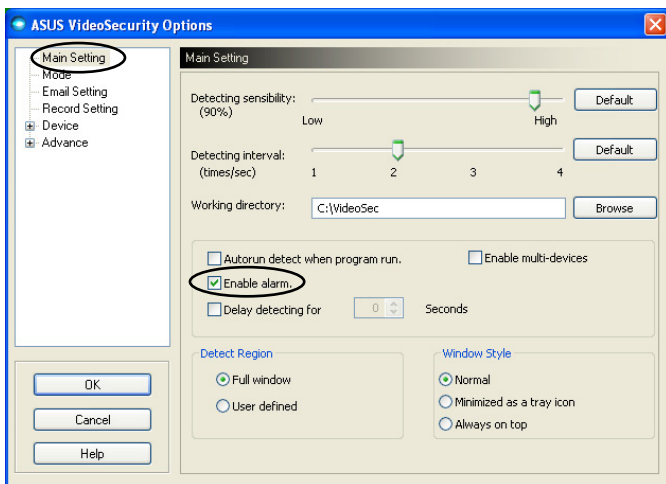 ASUS VideoSecurity Options
Main Setting
Mode
Email Setting
Record Setting
Device
Advance
OK
Cancel
Help
Main Setting
Detecting sensibility:
(90%)
Low
High
Default
Detecting interval:
(times/sec)
1 2 3 4
Default
Working directory:
C:\VideoSec
Browse
Autorun detect when program run.
Enable multi-devices
Enable alarm.
Delay detecting for 0 Seconds
Detect Region
Full window
User defined
Window Style
Normal
Minimized as a tray icon
Always on top